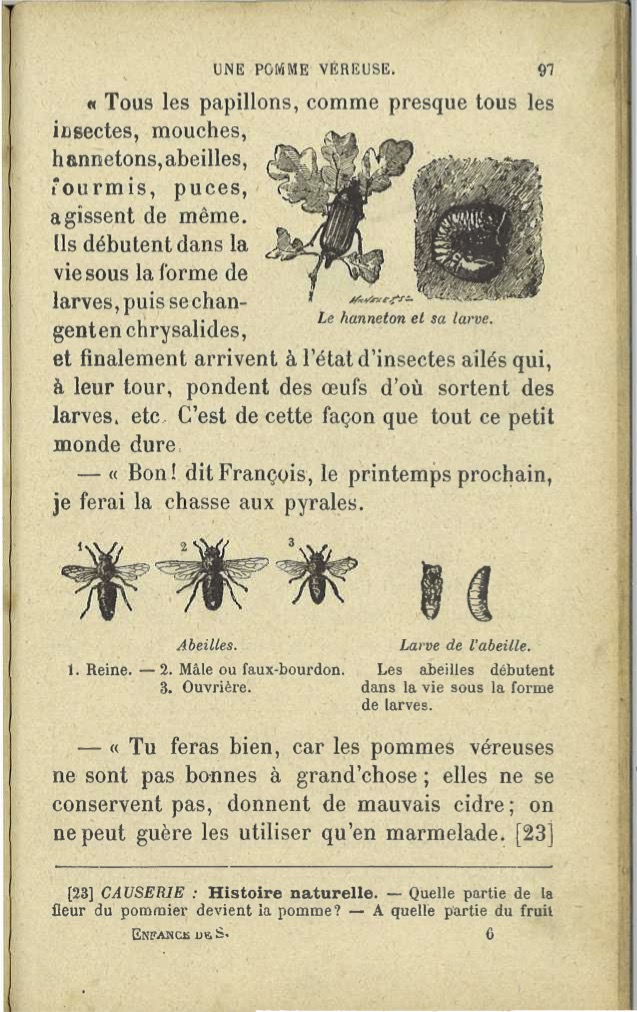 UNE POMME VÉREUSE. 97
« Tous les papillons, comme presque tous les
insectes, mouches,
hannetons, abeilles,
fourmis, puces,
agissent de même.
Ils débutent dans la
vie sous la forme de
larves, puis se chan-
gent en chrysalides,
Le hanneton et sa larve.
et finalement arrivent à l'état d'insectes ailés qui,
à leur tour, pondent des œufs d'où sortent des
larves, etc. C'est de cette façon que tout ce petit
monde dure.
— « Bon ! dit François, le printemps prochain,
je ferai la chasse aux pyrales.
1 2 3
Abeilles.
1. Reine. — 2. Mâle ou faux-bourdon.
3. Ouvrière.
Larve de l'abeille.
Les abeilles débutent
dans la vie sous la forme
de larves.
— « Tu feras bien, car les pommes véreuses
ne sont pas bonnes à grand'chose ; elles ne se
conservent pas, donnent de mauvais cidre ; on
ne peut guère les utiliser qu'en marmelade. [23]
[23] CAUSERIE : Histoire naturelle. — Quelle partie de la
fleur du pommier devient la pomme ? — A quelle partie du fruit
ENFANCE DE S. 6